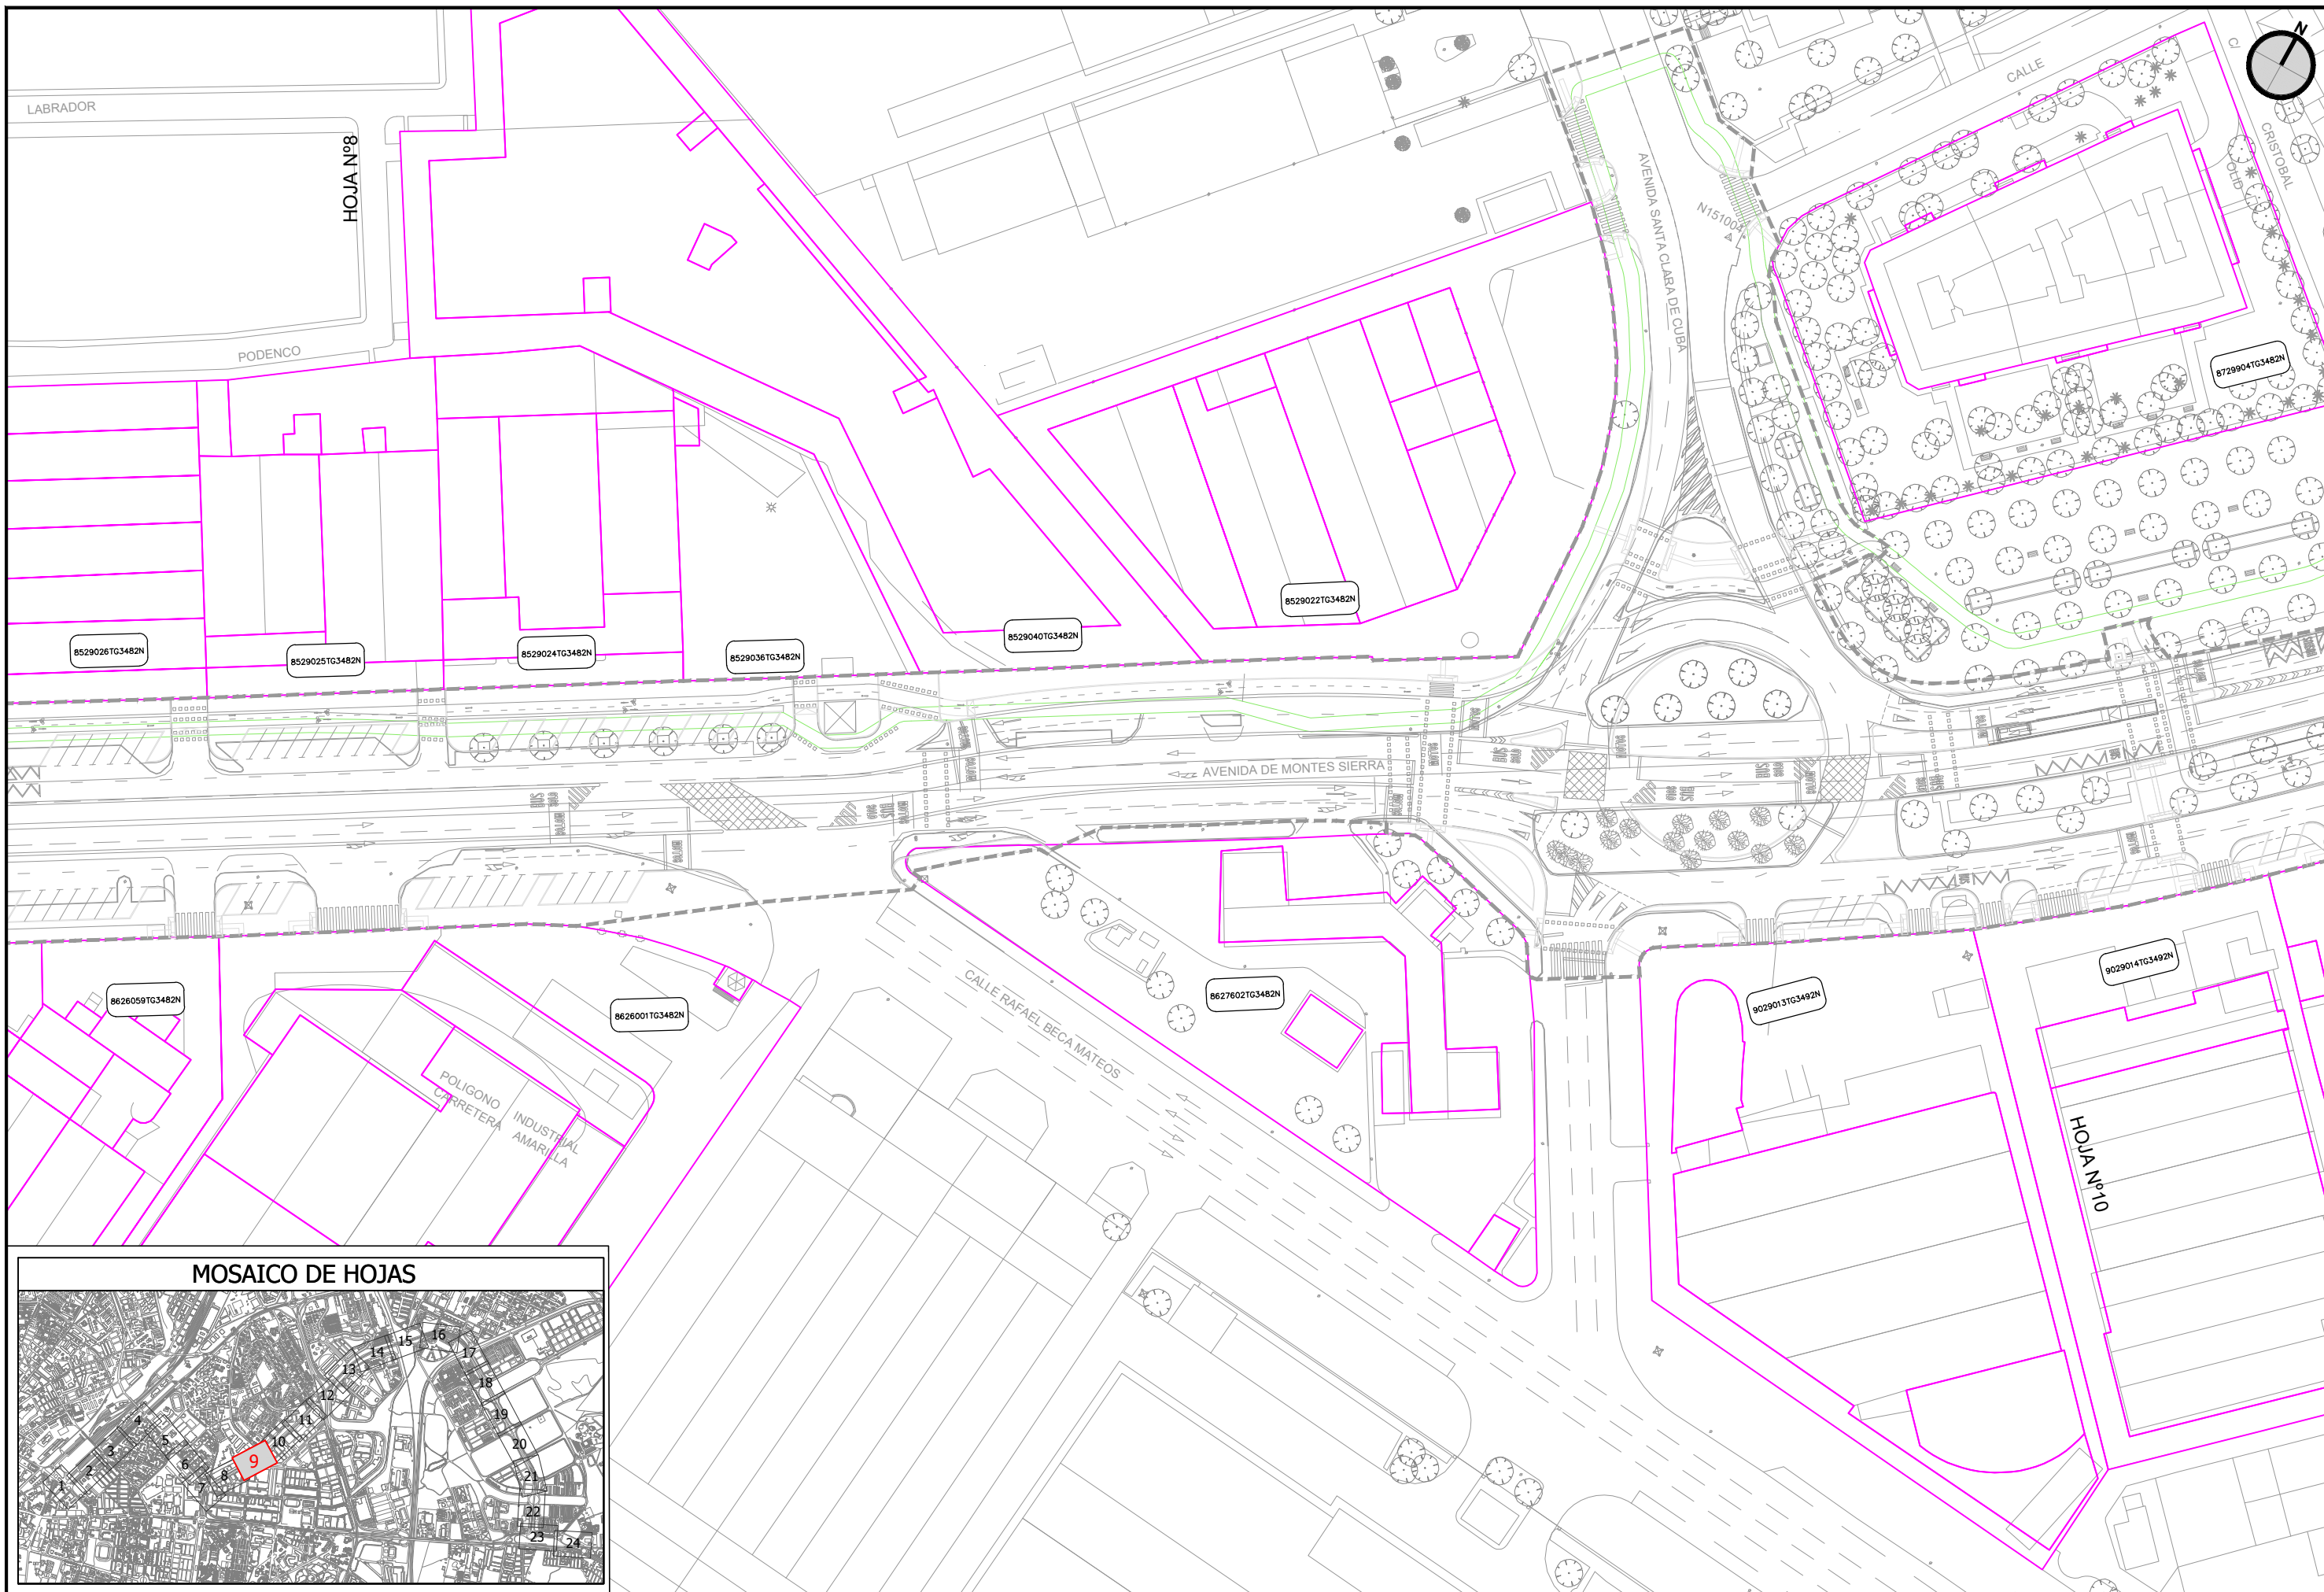 N
LABRADOR
HOJA Nº8
CALLE
C/
CRISTOBAL
OLID
AVENIDA SANTA CLARA DE CUBA
N15100
PODENCO
8729904TG3482N
8529022TG3482N
8529040TG3482N
8529026TG3482N
8529025TG3482N
8529024TG3482N
8529036TG3482N
AVENIDA DE MONTES SIERRA
8626059TG3482N
8626001TG3482N
8627602TG3482N
9029013TG3492N
9029014TG3492N
CALLE RAFAEL BECA MATEOS
POLIGONO INDUSTRIAL
CARRETERA AMARILLA
HOJA Nº10
MOSAICO DE HOJAS
1
2
3
4
5
6
7
8
9
10
11
12
13
14
15
16
17
18
19
20
21
22
23
24